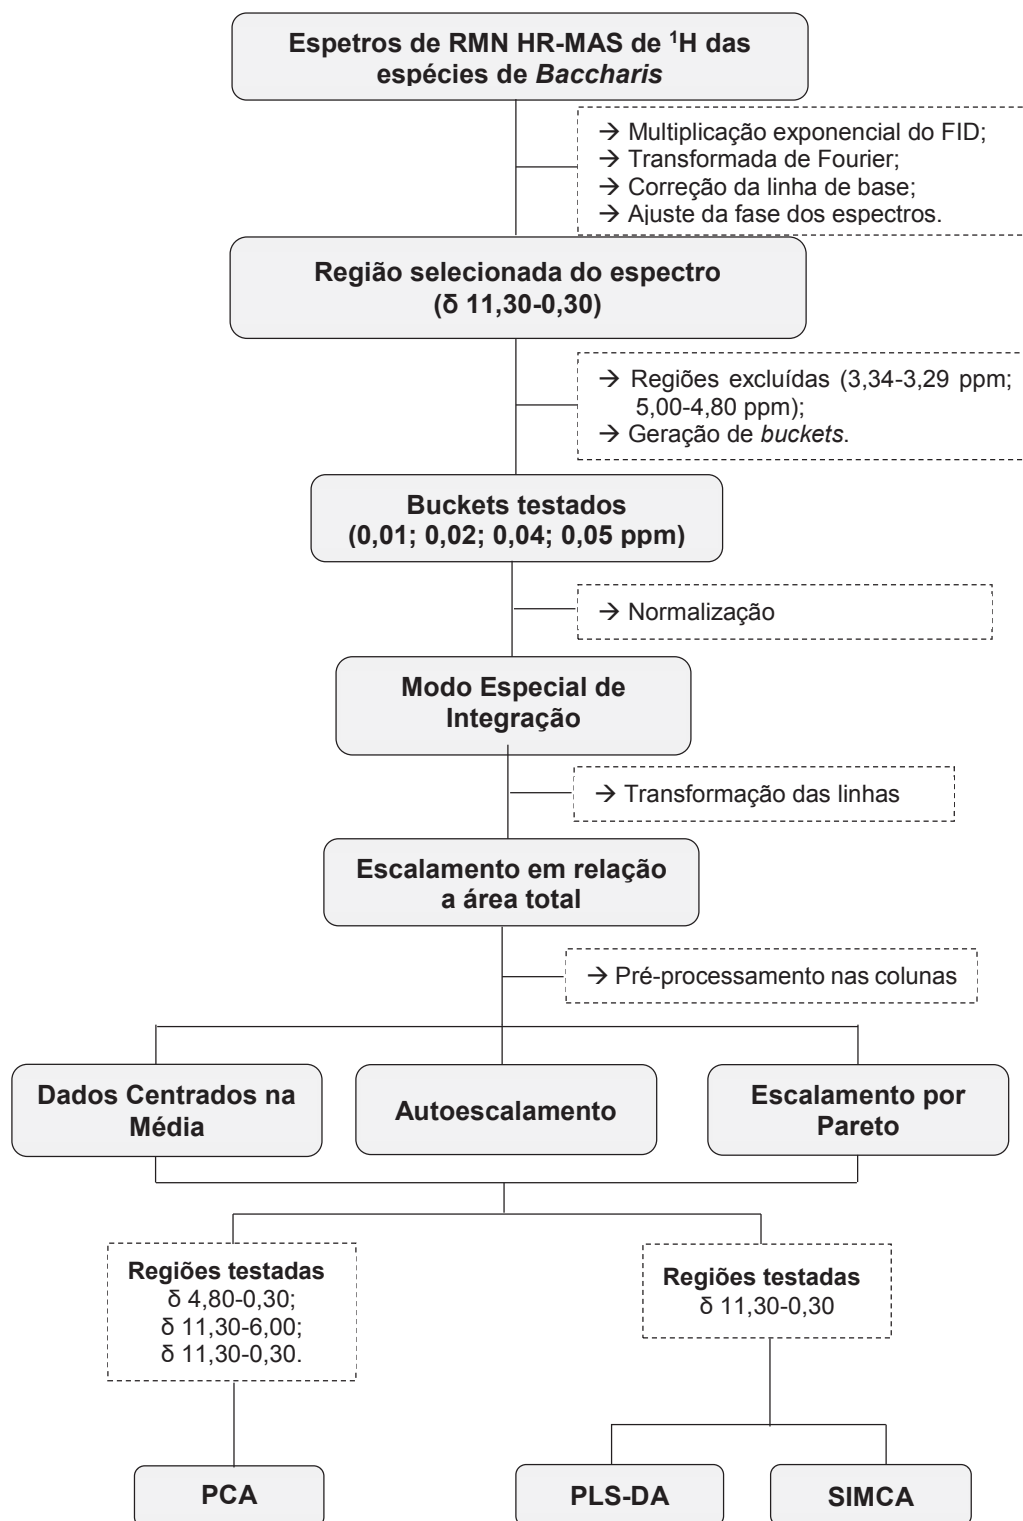 Espetros de RMN HR-MAS de ¹H das
espécies de Baccharis
→ Multiplicação exponencial do FID;
→ Transformada de Fourier;
→ Correção da linha de base;
→ Ajuste da fase dos espectros.
Região selecionada do espectro
(δ 11,30-0,30)
→ Regiões excluídas (3,34-3,29 ppm;
5,00-4,80 ppm);
→ Geração de buckets.
Buckets testados
(0,01; 0,02; 0,04; 0,05 ppm)
→ Normalização
Modo Especial de
Integração
→ Transformação das linhas
Escalamento em relação
a área total
→ Pré-processamento nas colunas
Dados Centrados na
Média
Autoescalamento
Escalamento por
Pareto
Regiões testadas
δ 4,80-0,30;
δ 11,30-6,00;
δ 11,30-0,30.
Regiões testadas
δ 11,30-0,30
PCA
PLS-DA
SIMCA